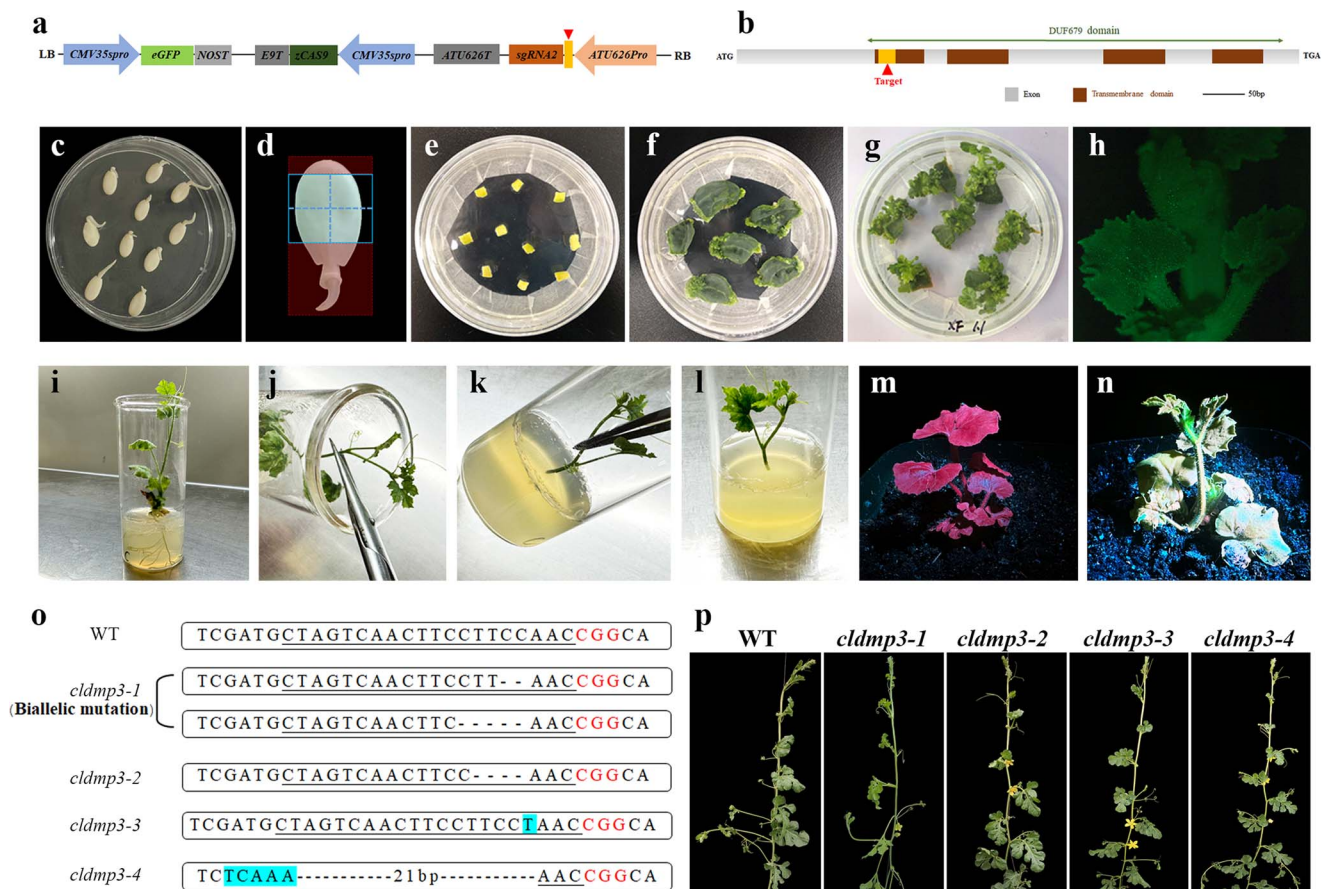 a
LB CMV35spro eGFP NOST E9T zCAS9 CMV35spro ATU626T sgRNA2 ATU626Pro RB
b
DUF679 domain
ATG TGA
Target
Exon Transmembrane domain 50bp
c d e f g h
XF
i j k l m n
o
WT TCGATGCTAGTCAACTTCCTTCCAACCGGCA
cldmp3-1
(Biallelic mutation)
TCGATGCTAGTCAACTTCCTT--AACCGGCA
TCGATGCTAGTCAACTTC-----AACCGGCA
cldmp3-2 TCGATGCTAGTCAACTTCC----AACCGGCA
cldmp3-3 TCGATGCTAGTCAACTTCCTTCCTAACCGGCA
cldmp3-4 TCTCAAA-----------21bp-----------AACCGGCA
p
WT cldmp3-1 cldmp3-2 cldmp3-3 cldmp3-4